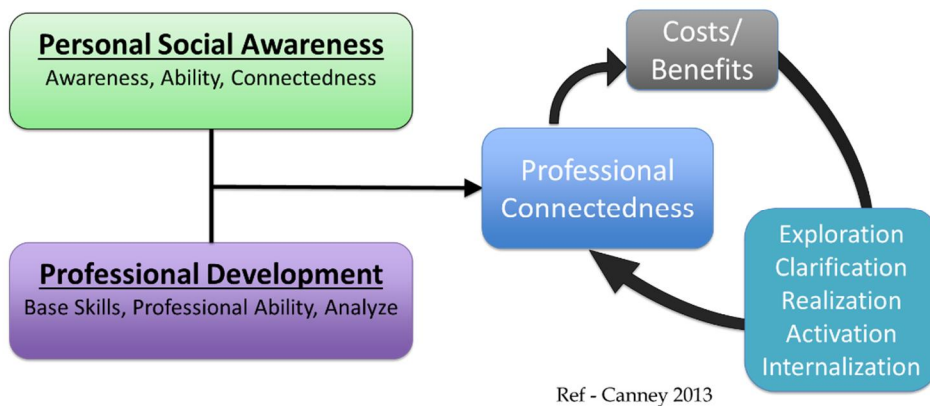 Personal Social Awareness
Awareness, Ability, Connectedness
Professional Development
Base Skills, Professional Ability, Analyze
Professional
Connectedness
Costs/
Benefits
Exploration
Clarification
Realization
Activation
Internalization
Ref - Canney 2013